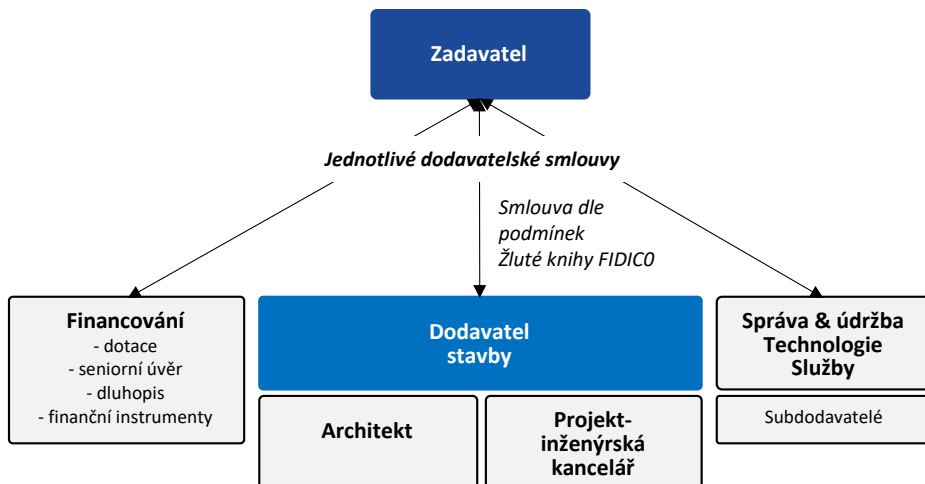 Zadavatel
Jednotlivé dodavatelské smlouvy
Smlouva dle
podmínek
Žluté knihy FIDIC0
Financování
- dotace
- seniorní úvěr
- dluhopis
- finanční instrumenty
Dodavatel
stavby
Správa & údržba
Technologie
Služby
Architekt
Projekt-
inženýrská
kancelář
Subdodavatelé